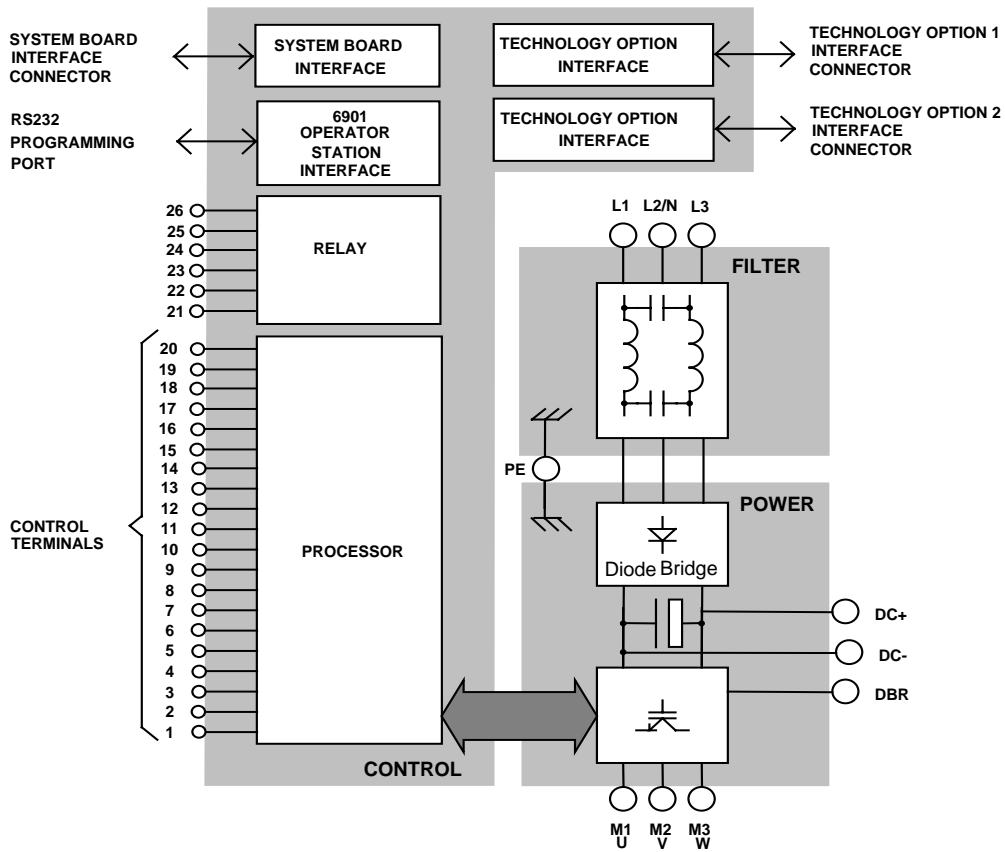 SYSTEM BOARD
INTERFACE
CONNECTOR
SYSTEM BOARD
INTERFACE
TECHNOLOGY OPTION
INTERFACE
TECHNOLOGY OPTION 1
INTERFACE
CONNECTOR
RS232
PROGRAMMING
PORT
6901
OPERATOR
STATION
INTERFACE
TECHNOLOGY OPTION
INTERFACE
TECHNOLOGY OPTION 2
INTERFACE
CONNECTOR
26
25
24
23
22
21
RELAY
L1 L2/N L3
FILTER
CONTROL
TERMINALS
20
19
18
17
16
15
14
13
12
11
10
9
8
7
6
5
4
3
2
1
PROCESSOR
CONTROL
PE
POWER
Diode Bridge
DC+
DC-
DBR
M1 M2 M3
U V W